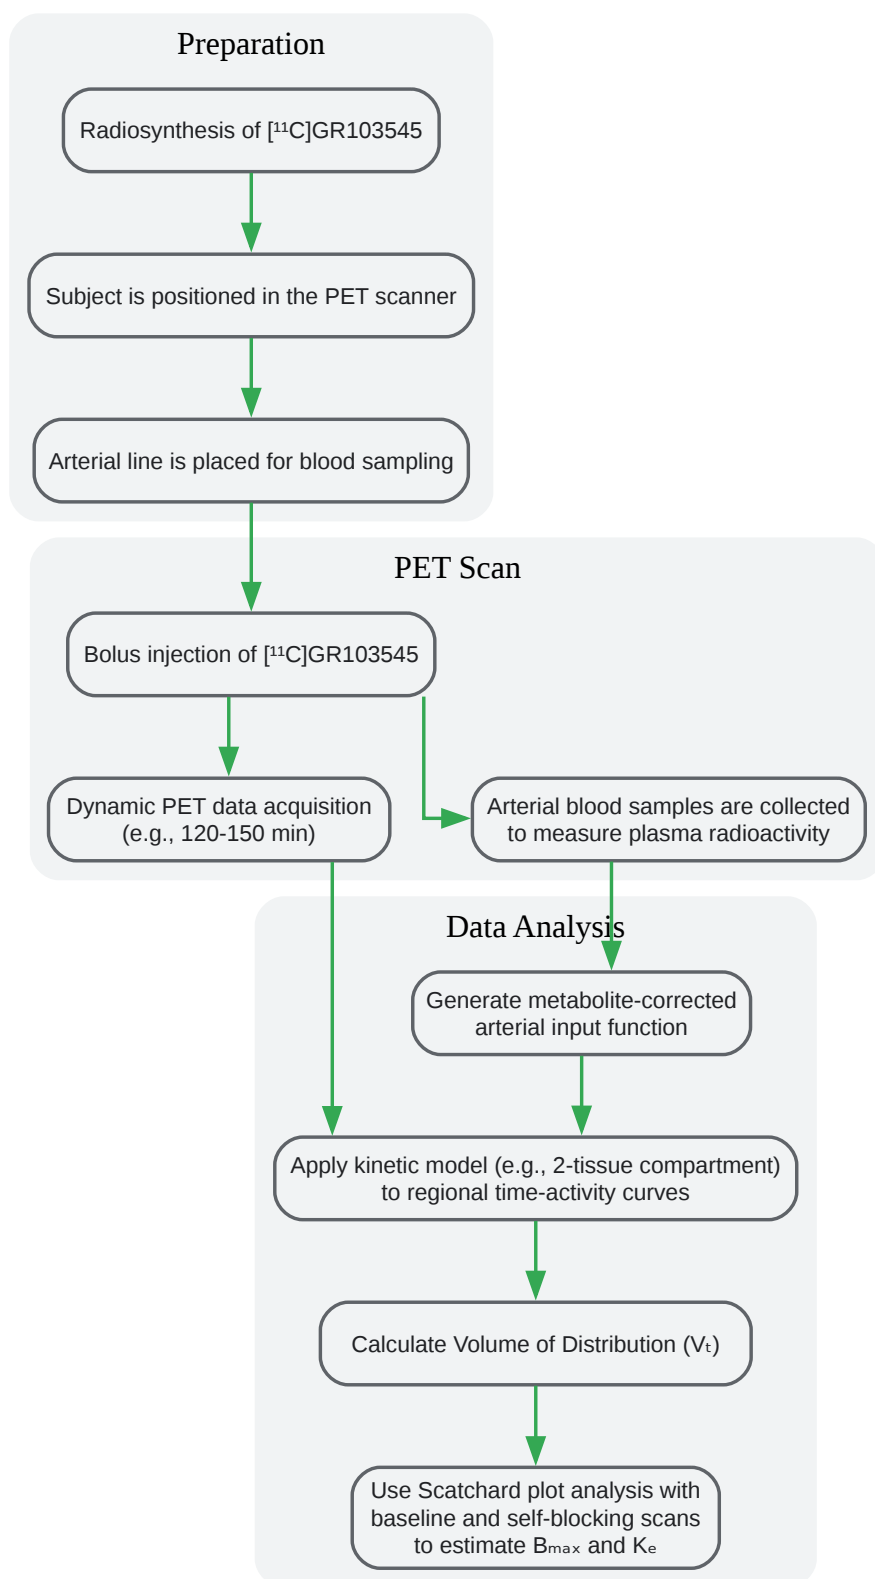 Preparation
Radiosynthesis of [¹¹C]GR103545
Subject is positioned in the PET scanner
Arterial line is placed for blood sampling
PET Scan
Bolus injection of [¹¹C]GR103545
Dynamic PET data acquisition
(e.g., 120-150 min)
Arterial blood samples are collected
to measure plasma radioactivity
Data Analysis
Generate metabolite-corrected
arterial input function
Apply kinetic model (e.g., 2-tissue compartment)
to regional time-activity curves
Calculate Volume of Distribution (Vₜ)
Use Scatchard plot analysis with
baseline and self-blocking scans
to estimate Bₘₐₓ and Kₑ